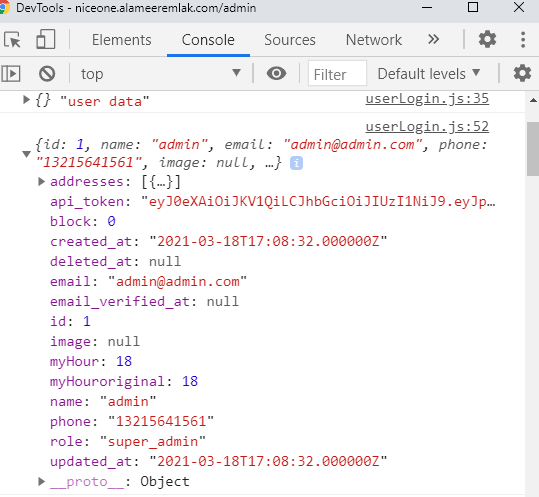 DevTools - niceone.alameeremlak.com/admin
Elements Console Sources Network »
top Filter Default levels
{} "user data" userLogin.js:35
userLogin.js:52
{id: 1, name: "admin", email: "admin@admin.com", phone:
"13215641561", image: null, …} i
addresses: [{…}]
api_token: "eyJ0eXAiOiJKV1QiLCJhbGciOiJIUzI1NiJ9.eyJp…
block: 0
created_at: "2021-03-18T17:08:32.000000Z"
deleted_at: null
email: "admin@admin.com"
email_verified_at: null
id: 1
image: null
myHour: 18
myHouroriginal: 18
name: "admin"
phone: "13215641561"
role: "super_admin"
updated_at: "2021-03-18T17:08:32.000000Z"
__proto__: Object